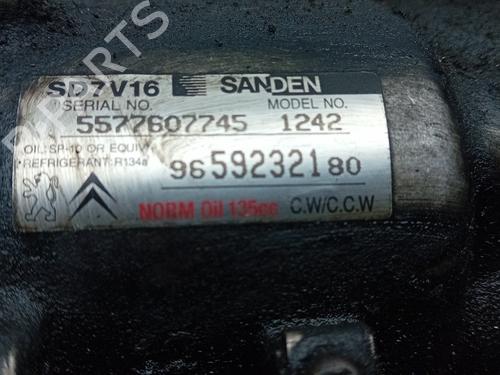 SD7V16 SANDEN
SERIAL NO. MODEL NO.
5577607745 1242
OIL: SP-10 OR EQUIV
REFRIGERANT:R134a
9659232180
NORM Oil 135cc C.W/C.C.W
PARTS